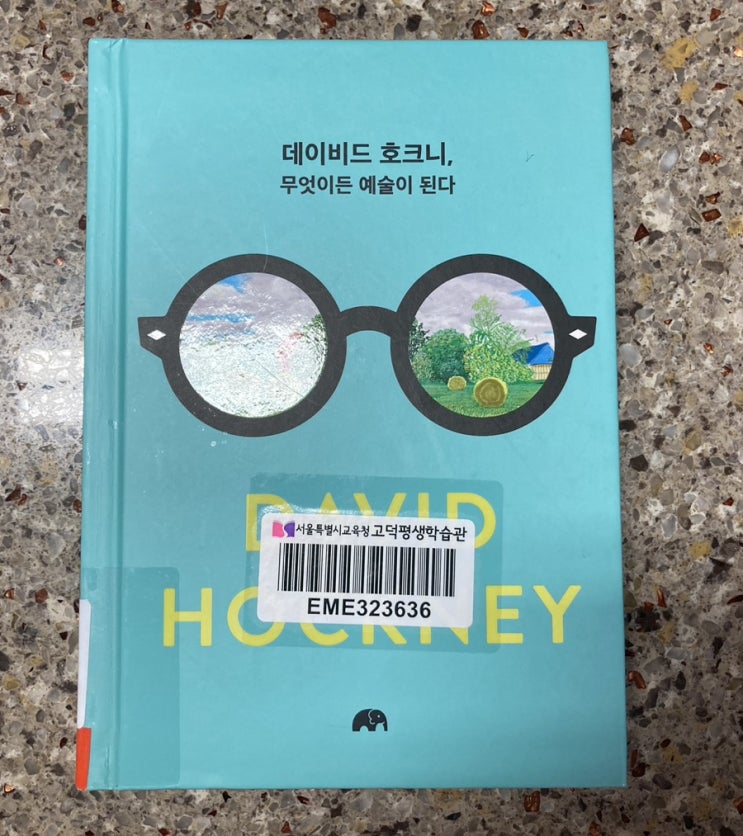 데이비드 호크니,
무엇이든 예술이 된다
DAVID
서울특별시교육청고덕평생학습관
EME323636
HOCKNEY